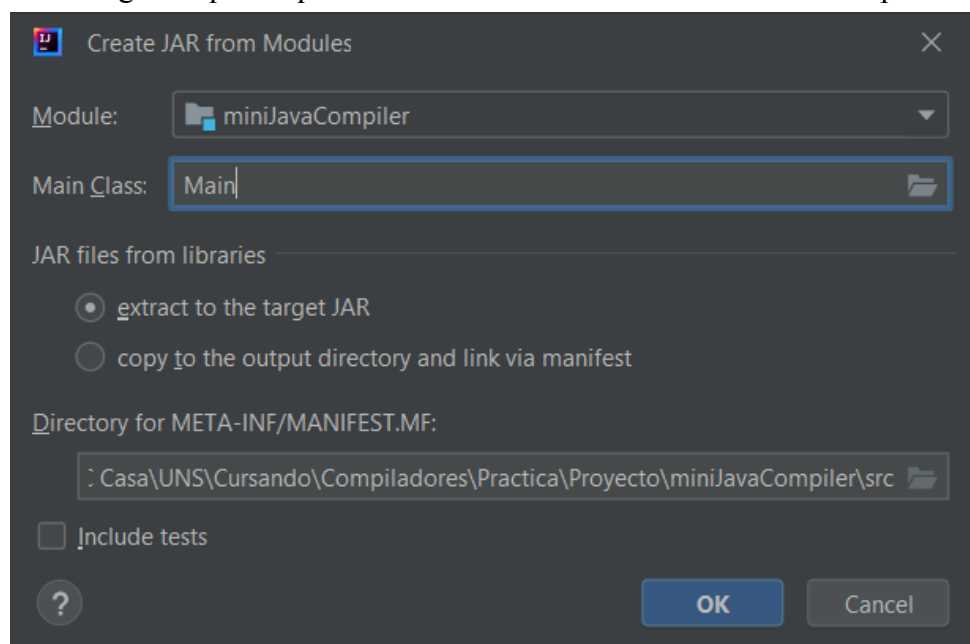 Create JAR from Modules
Module: miniJavaCompiler
Main Class: Main
JAR files from libraries
extract to the target JAR
copy to the output directory and link via manifest
Directory for META-INF/MANIFEST.MF:
Casa\UNS\Cursando\Compiladores\Practica\Proyecto\miniJavaCompiler\src
Include tests
?
OK Cancel